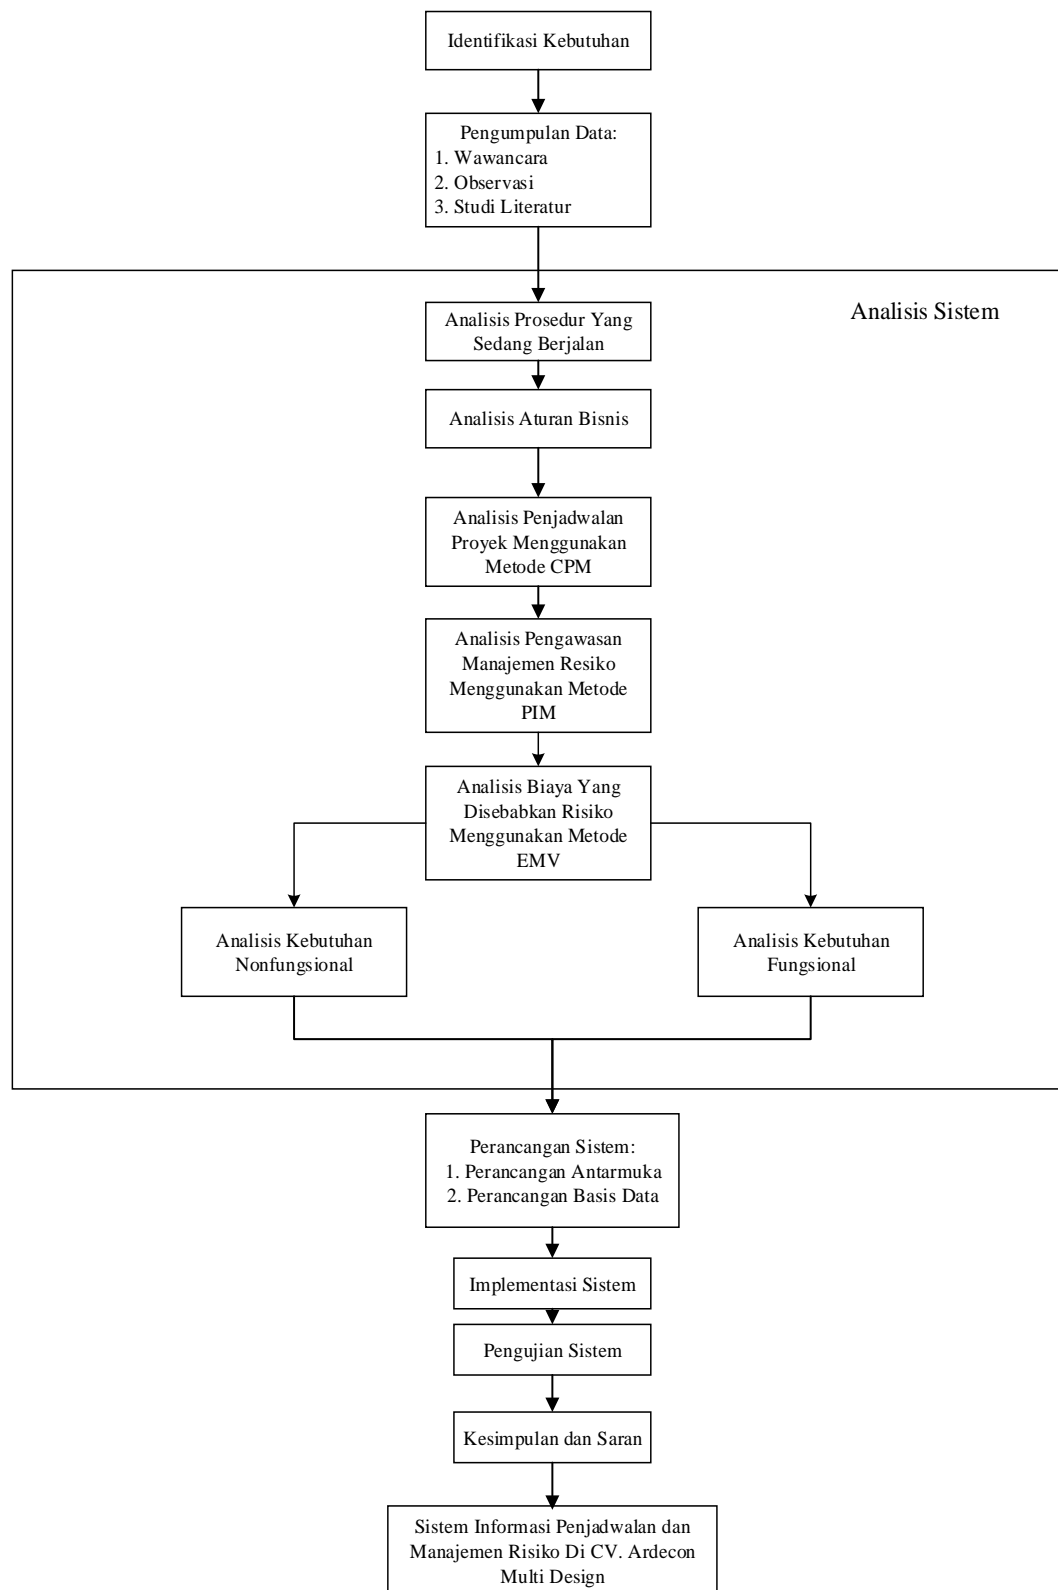 Identifikasi Kebutuhan
Pengumpulan Data:
1. Wawancara
2. Observasi
3. Studi Literatur
Analisis Sistem
Analisis Prosedur Yang
Sedang Berjalan
Analisis Aturan Bisnis
Analisis Penjadwalan
Proyek Menggunakan
Metode CPM
Analisis Pengawasan
Manajemen Resiko
Menggunakan Metode
PIM
Analisis Biaya Yang
Disebabkan Risiko
Menggunakan Metode
EMV
Analisis Kebutuhan
Nonfungsional
Analisis Kebutuhan
Fungsional
Perancangan Sistem:
1. Perancangan Antarmuka
2. Perancangan Basis Data
Implementasi Sistem
Pengujian Sistem
Kesimpulan dan Saran
Sistem Informasi Penjadwalan dan
Manajemen Risiko Di CV. Ardecon
Multi Design